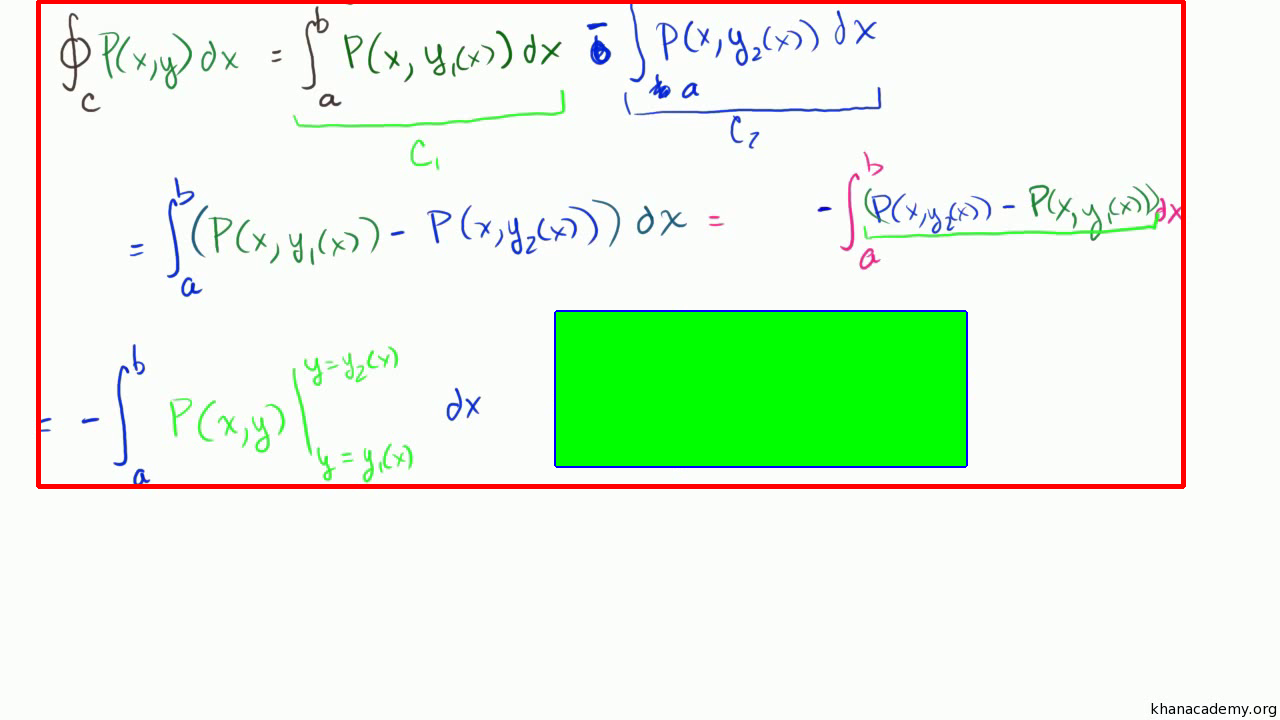 ∮_C P(x,y) dx = ∫_a^b P(x, y₁(x)) dx - ∫_a P(x, y₂(x)) dx
C₁ C₂
= ∫_a^b (P(x, y₁(x)) - P(x, y₂(x))) dx = - ∫_a^b (P(x, y₂(x)) - P(x, y₁(x))) dx
= - ∫_a^b P(x,y) |_{y = y₁(x)}^{y = y₂(x)} dx
khanacademy.org